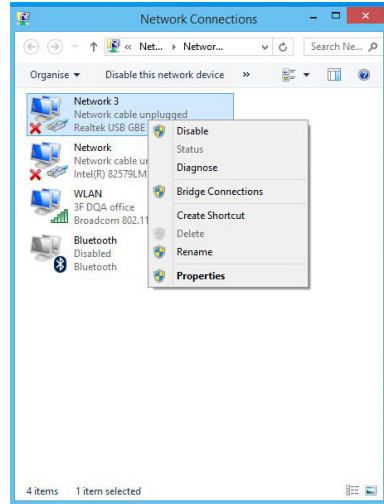 Network Connections
« Net... Networ...
Search Ne...
Organise
Disable this network device
»
Network 3
Network cable unplugged
Realtek USB GBE
Network
Network cable
Intel(R) 82579LM
WLAN
3F DQA office
Broadcom 802.11
Bluetooth
Disabled
Bluetooth
Disable
Status
Diagnose
Bridge Connections
Create Shortcut
Delete
Rename
Properties
4 items
1 item selected